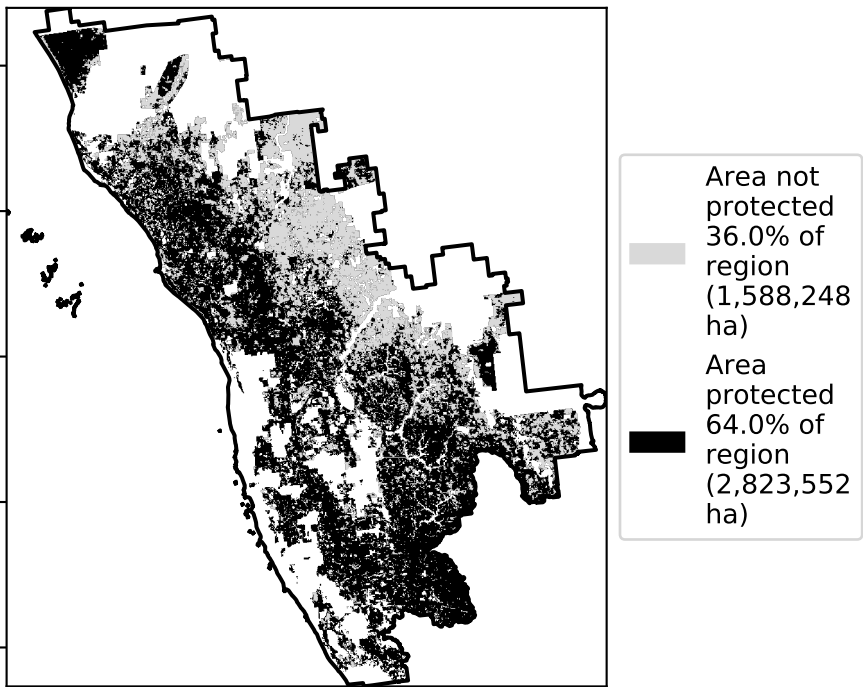 Area not
protected
36.0% of
region
(1,588,248
ha)
Area
protected
64.0% of
region
(2,823,552
ha)